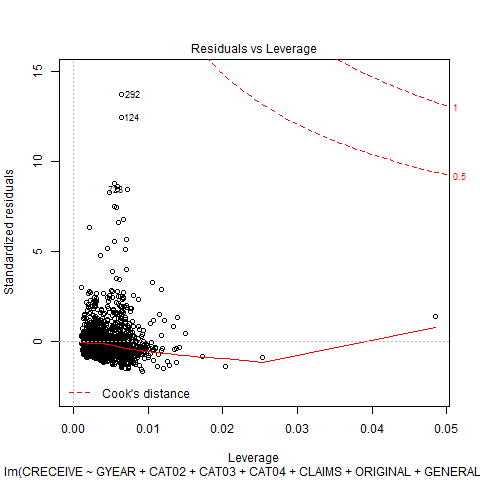 Residuals vs Leverage
Standardized residuals
15
10
5
0
292
124
1
0.5
Cook's distance
0.00 0.01 0.02 0.03 0.04 0.05
Leverage
lm(CRECEIVE ~ GYEAR + CAT02 + CAT03 + CAT04 + CLAIMS + ORIGINAL + GENERAL